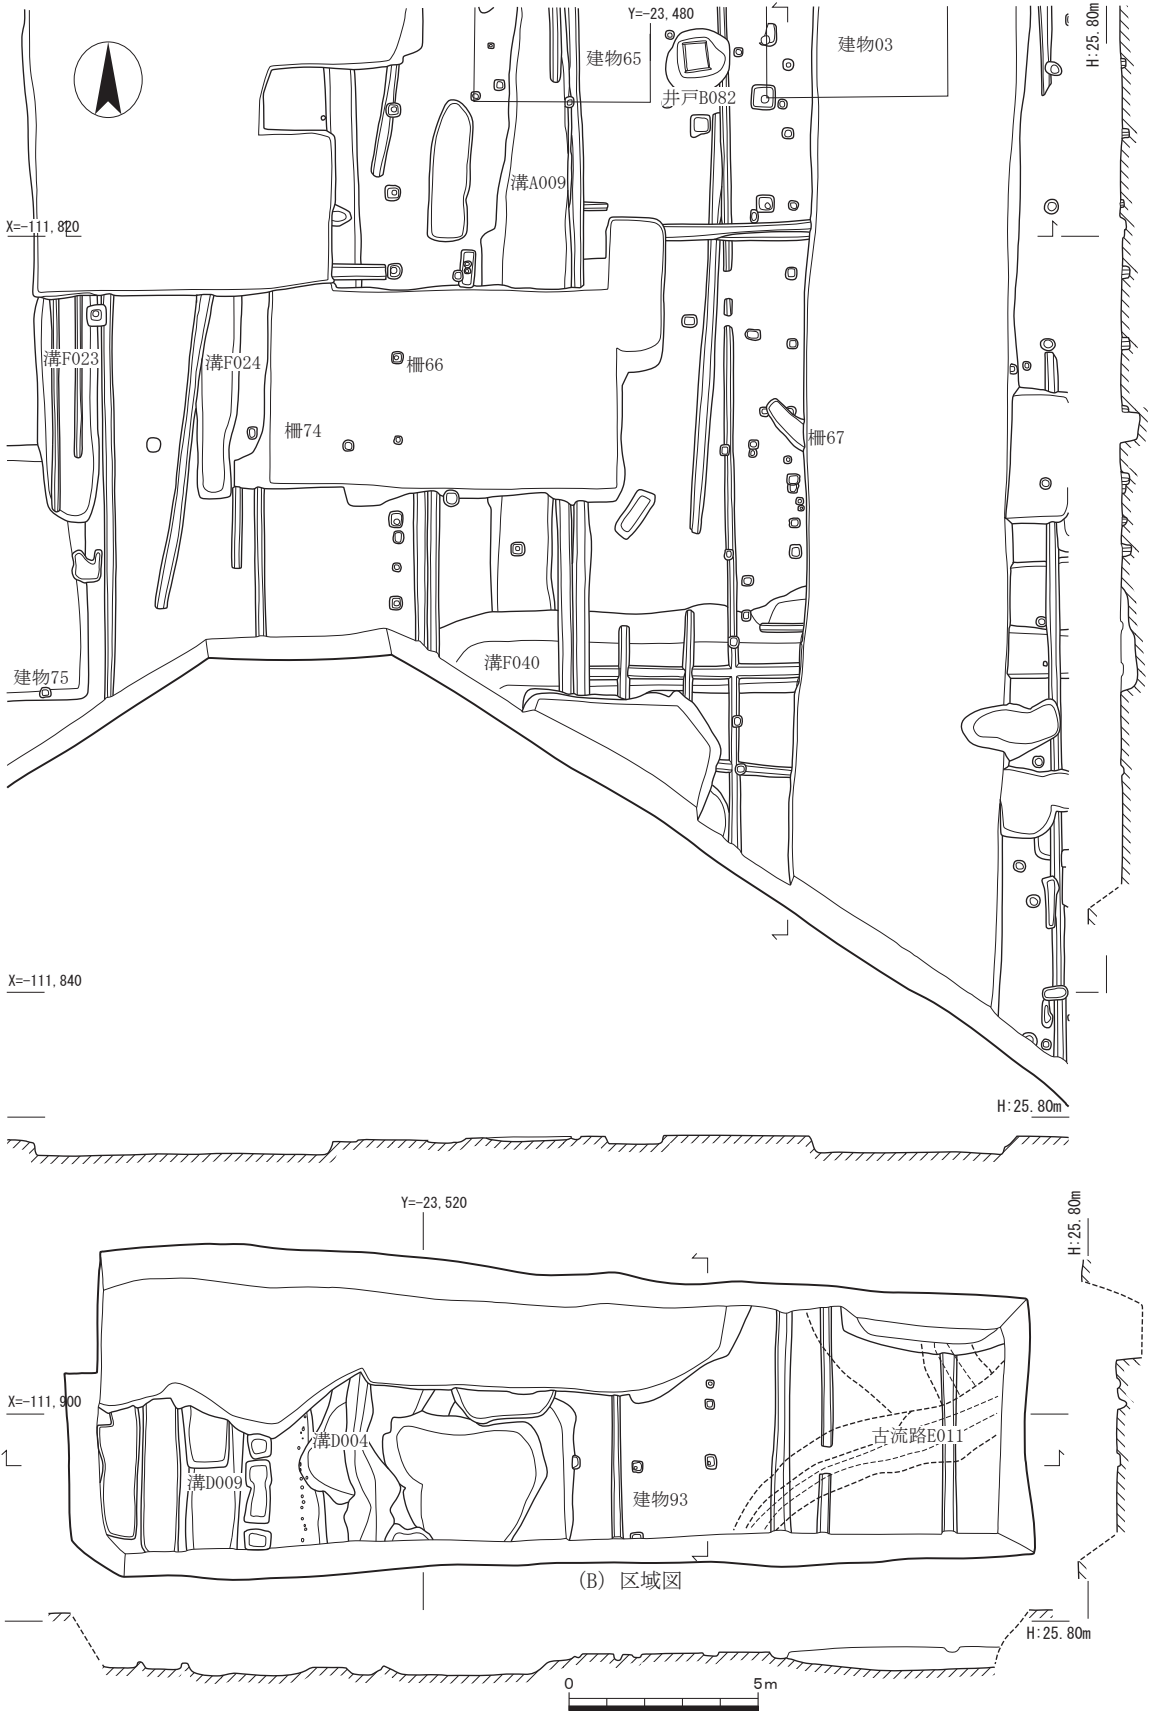 Y=-23,480
H:25.80m
建物65
建物03
井戸B082
溝A009
X=-111,820
溝F023
溝F024
柵66
柵74
柵67
溝F040
建物75
X=-111,840
H:25.80m
Y=-23,520
H:25.80m
X=-111,900
溝D004
古流路E011
溝D009
建物93
(B) 区域図
H:25.80m
0 5m